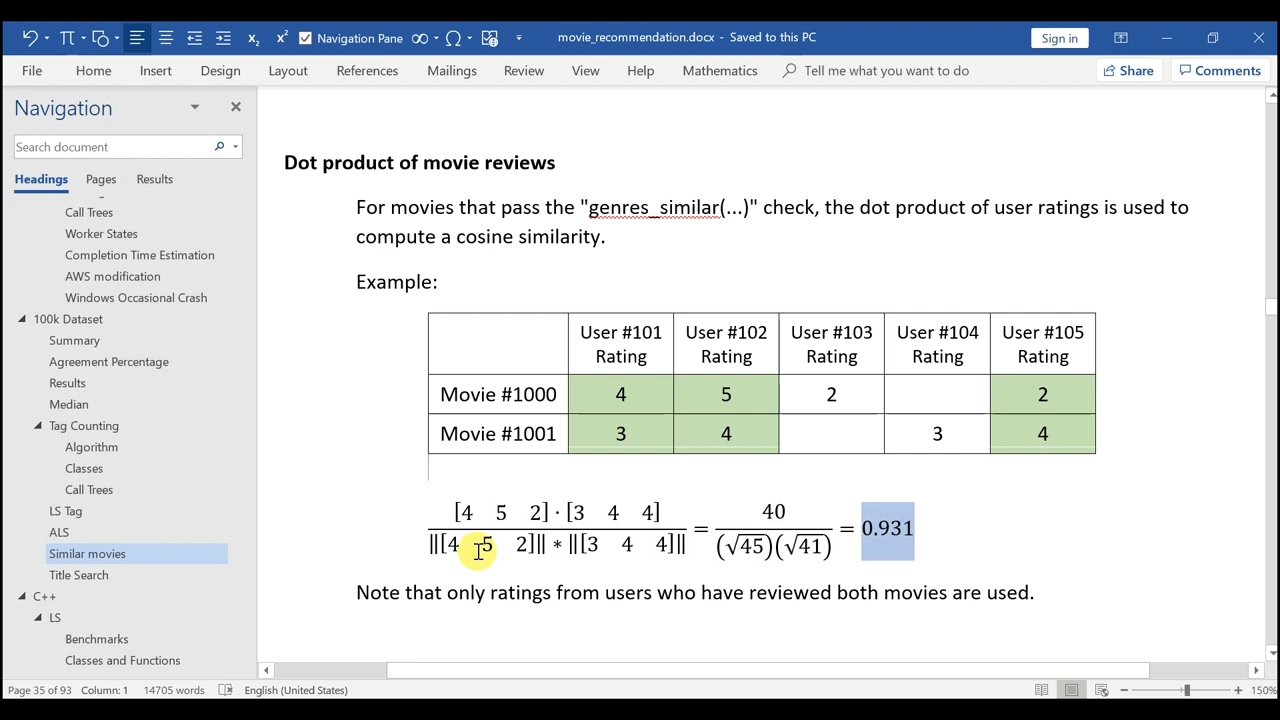 Navigation Pane
movie_recommendation.docx - Saved to this PC
Sign in
File Home Insert Design Layout References Mailings Review View Help Mathematics Tell me what you want to do Share Comments
Navigation
Search document
Headings Pages Results
Call Trees
Worker States
Completion Time Estimation
AWS modification
Windows Occasional Crash
100k Dataset
Summary
Agreement Percentage
Results
Median
Tag Counting
Algorithm
Classes
Call Trees
LS Tag
ALS
Similar movies
Title Search
C++
LS
Benchmarks
Classes and Functions
Dot product of movie reviews
For movies that pass the "genres_similar(...)" check, the dot product of user ratings is used to
compute a cosine similarity.
Example:
User #101 User #102 User #103 User #104 User #105
Rating Rating Rating Rating Rating
Movie #1000 4 5 2 2
Movie #1001 3 4 3 4
[4 5 2] · [3 4 4]
‖[4 5 2]‖ ∗ ‖[3 4 4]‖
=
40
(√45)(√41)
= 0.931
Note that only ratings from users who have reviewed both movies are used.
Page 35 of 93 Column: 1 14705 words English (United States) 150%